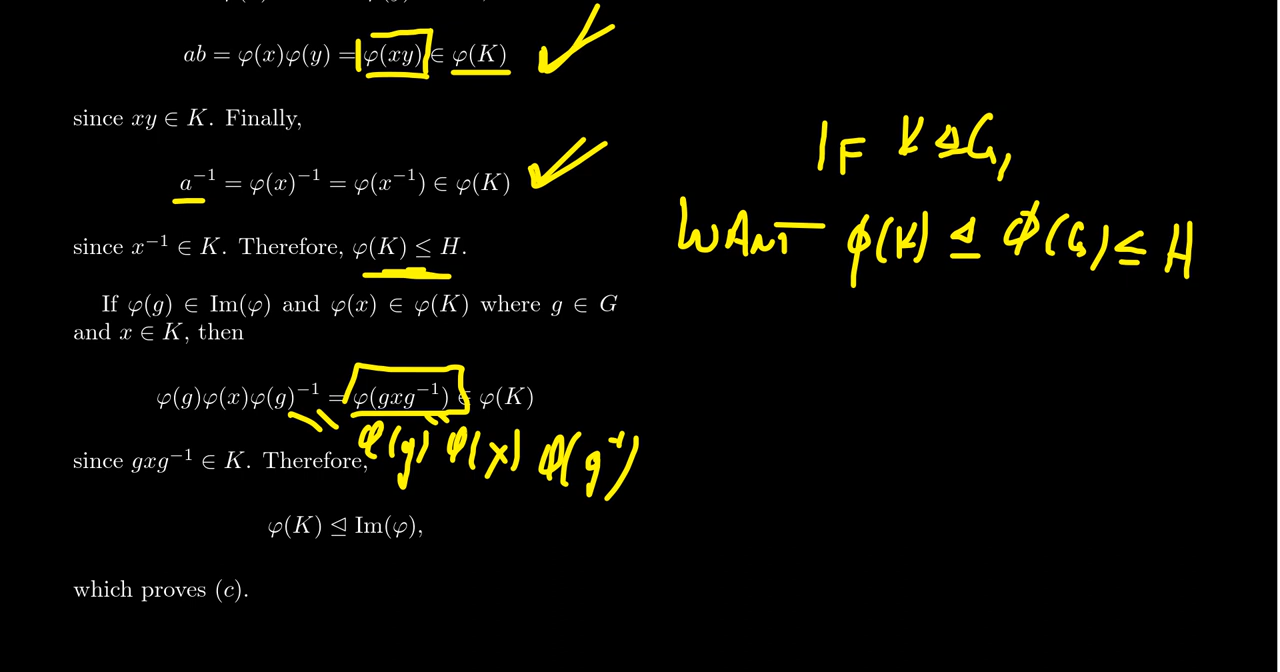 ab = φ(x)φ(y) = φ(xy) ∈ φ(K)
since xy ∈ K. Finally,
a⁻¹ = φ(x)⁻¹ = φ(x⁻¹) ∈ φ(K)
since x⁻¹ ∈ K. Therefore, φ(K) ≤ H.
If φ(g) ∈ Im(φ) and φ(x) ∈ φ(K) where g ∈ G
and x ∈ K, then
φ(g)φ(x)φ(g)⁻¹ = φ(gxg⁻¹) ∈ φ(K)
φ(g) φ(x) φ(g⁻¹)
since gxg⁻¹ ∈ K. Therefore,
φ(K) ⊴ Im(φ),
which proves (c).
IF K ⊴ G,
WANT φ(K) ⊴ φ(G) ≤ H